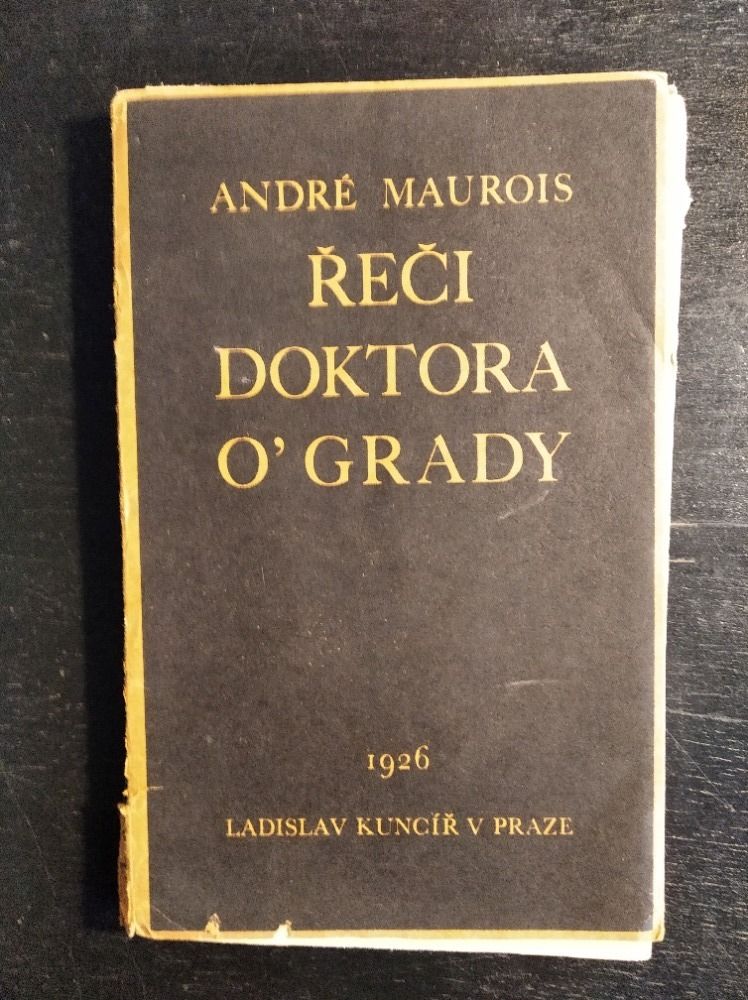 ANDRÉ MAUROIS
ŘEČI
DOKTORA
O' GRADY
1926
LADISLAV KUNCÍŘ V PRAZE